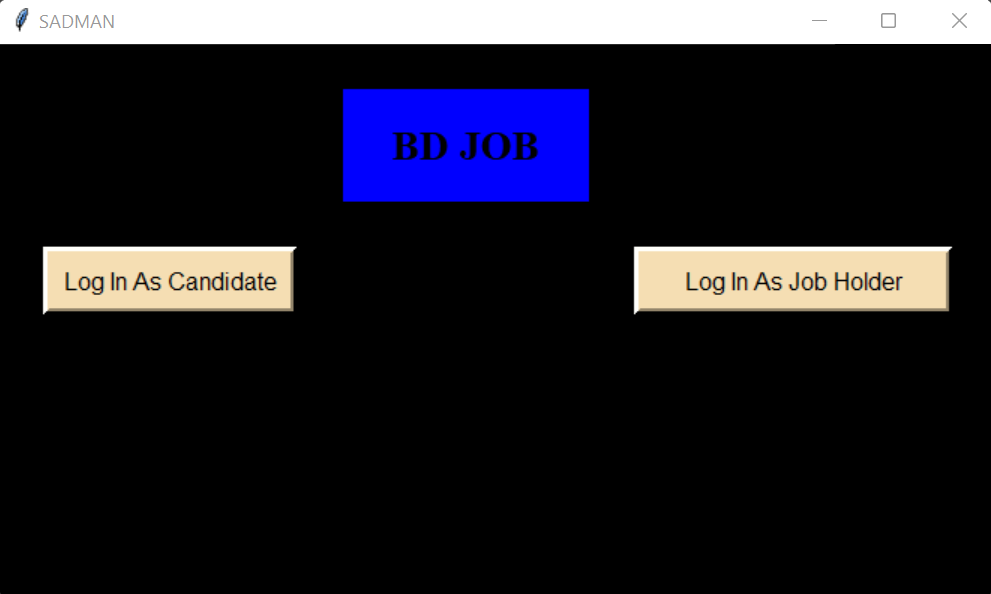 SADMAN
BD JOB
Log In As Candidate
Log In As Job Holder